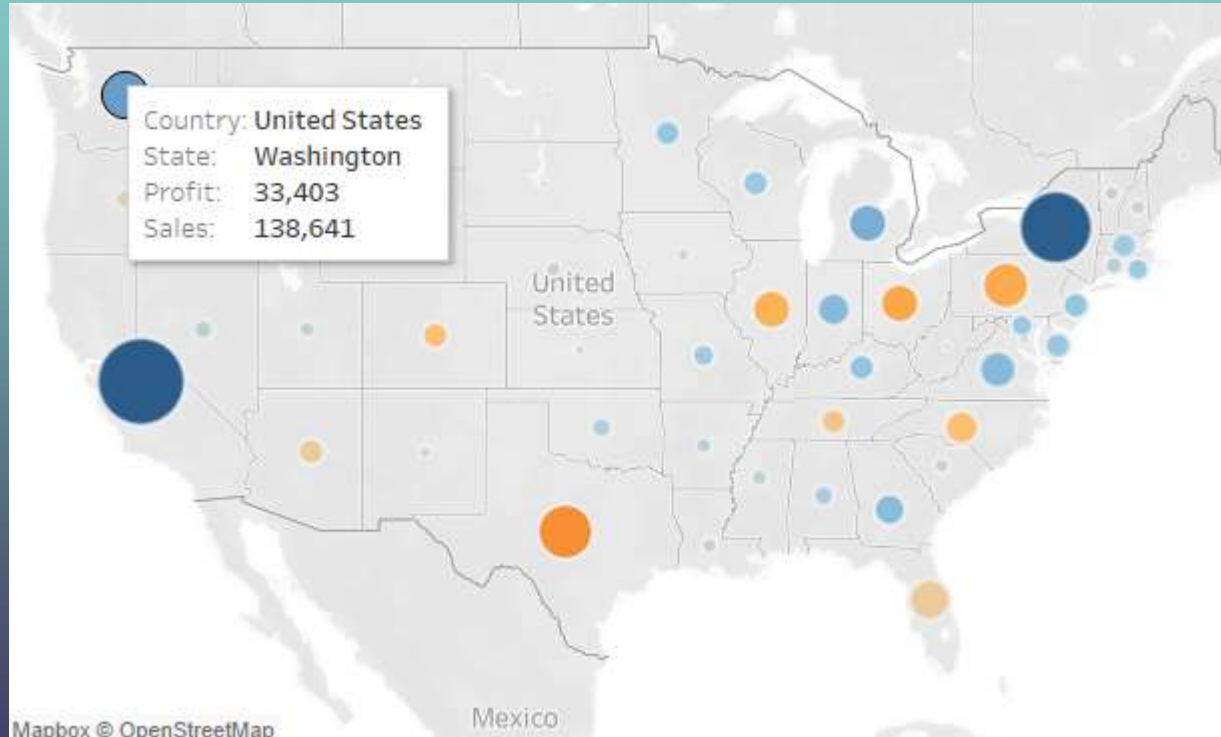 Country: United States
State: Washington
Profit: 33,403
Sales: 138,641
United
States
Mexico
Mapbox © OpenStreetMap